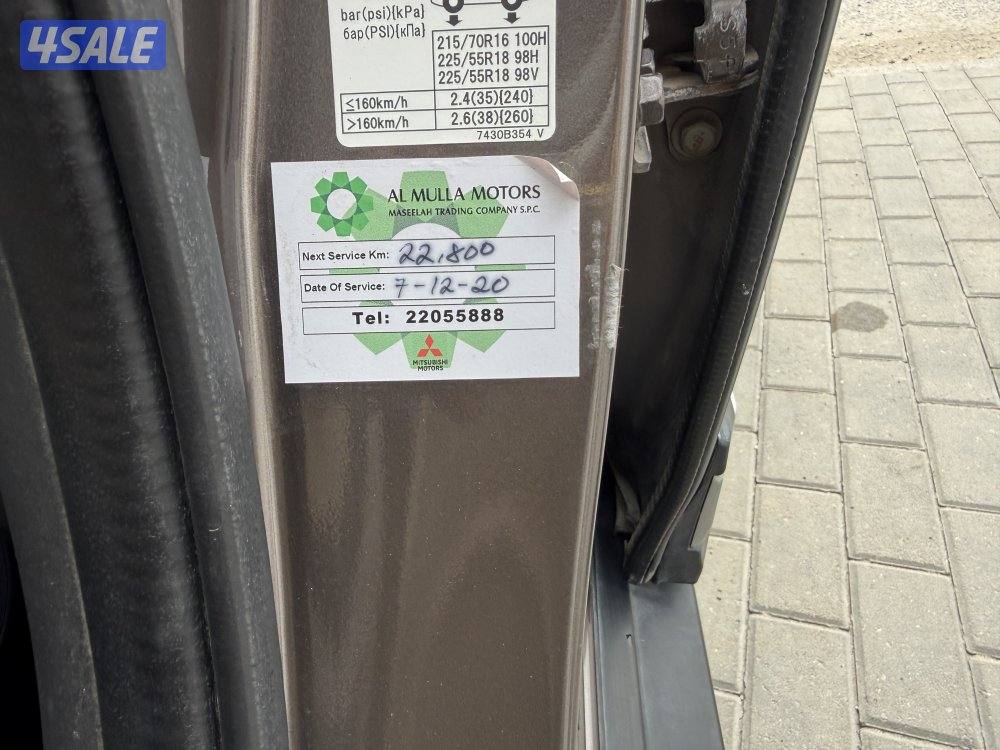 4SALE
bar(psi){kPa}
бар(PSI){кПа}
215/70R16 100H
225/55R18 98H
225/55R18 98V
≤160km/h 2.4(35){240}
>160km/h 2.6(38){260}
7430B354 V
AL MULLA MOTORS
MASEELAH TRADING COMPANY S.P.C.
Next Service Km: 22,800
Date Of Service: 7-12-20
Tel: 22055888
MITSUBISHI
MOTORS